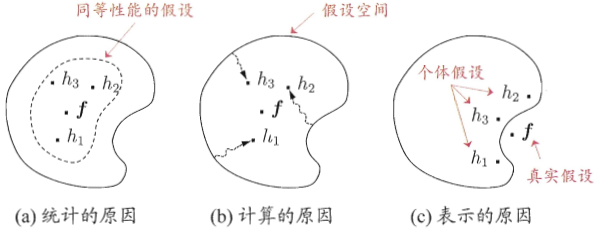 同等性能的假设
假设空间
h₃
h₂
f
h₁
h₃
h₂
f
h₁
个体假设
h₂
h₃
f
h₁
真实假设
(a) 统计的原因
(b) 计算的原因
(c) 表示的原因